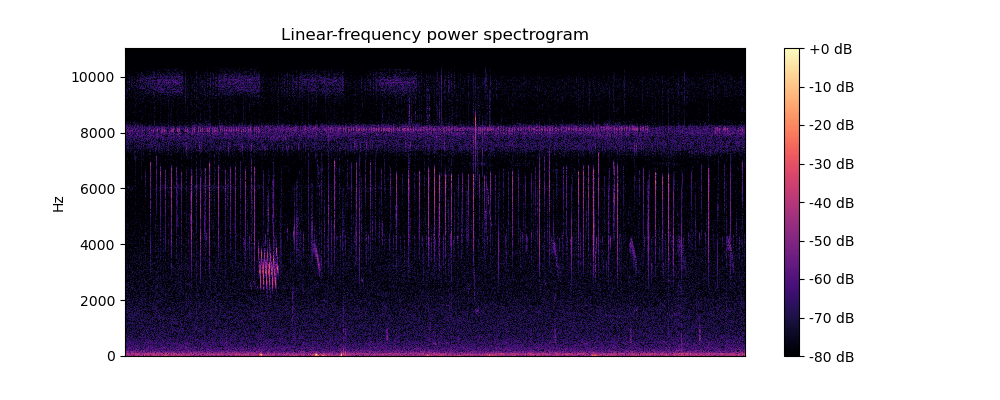 Linear-frequency power spectrogram
Hz
10000
8000
6000
4000
2000
0
+0 dB
-10 dB
-20 dB
-30 dB
-40 dB
-50 dB
-60 dB
-70 dB
-80 dB